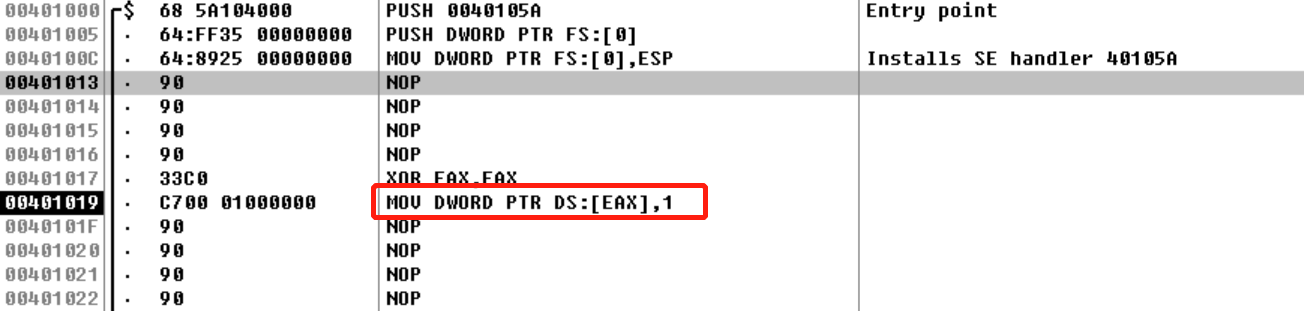 00401000 $ 68 5A104000 PUSH 0040105A Entry point
00401005 . 64:FF35 00000000 PUSH DWORD PTR FS:[0]
0040100C . 64:8925 00000000 MOV DWORD PTR FS:[0],ESP Installs SE handler 40105A
00401013 . 90 NOP
00401014 . 90 NOP
00401015 . 90 NOP
00401016 . 90 NOP
00401017 . 33C0 XOR EAX,EAX
00401019 . C700 01000000 MOV DWORD PTR DS:[EAX],1
0040101F . 90 NOP
00401020 . 90 NOP
00401021 . 90 NOP
00401022 . 90 NOP